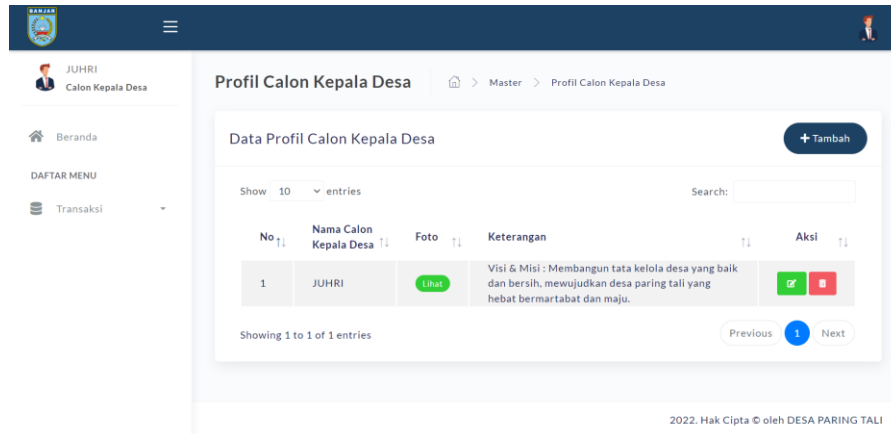 BANJAR
JUHRI
Calon Kepala Desa
Beranda
DAFTAR MENU
Transaksi
Profil Calon Kepala Desa
> Master > Profil Calon Kepala Desa
Data Profil Calon Kepala Desa
+ Tambah
Show 10 entries
Search:
No
Nama Calon
Kepala Desa
Foto
Keterangan
Aksi
1
JUHRI
Lihat
Visi & Misi : Membangun tata kelola desa yang baik
dan bersih, mewujudkan desa paring tali yang
hebat bermartabat dan maju.
Showing 1 to 1 of 1 entries
Previous 1 Next
2022. Hak Cipta © oleh DESA PARING TALI